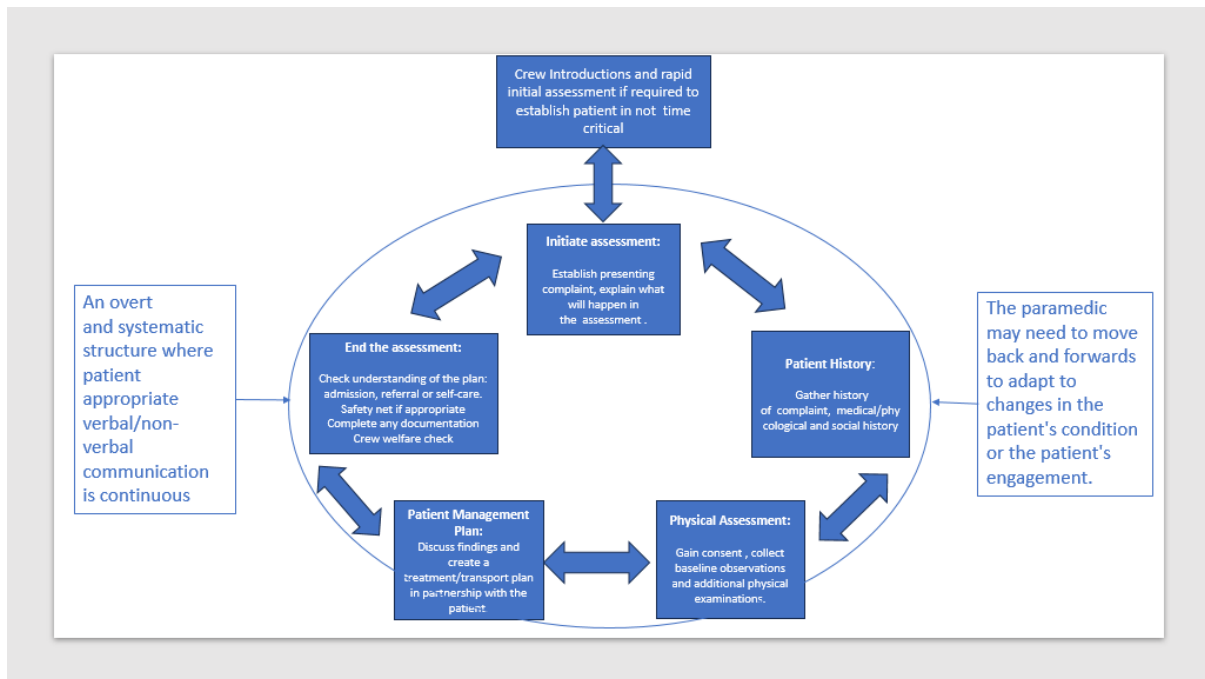 Crew Introductions and rapid
initial assessment if required to
establish patient in not time
critical
Initiate assessment:
Establish presenting
complaint, explain what
will happen in
the assessment .
Patient History:
Gather history
of complaint, medical/phy
cological and social history
Physical Assessment:
Gain consent , collect
baseline observations
and additional physical
examinations.
Patient Management
Plan:
Discuss findings and
create a
treatment/transport plan
in partnership with the
patient
End the assessment:
Check understanding of the plan:
admission, referral or self-care.
Safety net if appropriate
Complete any documentation
Crew welfare check
An overt
and systematic
structure where
patient
appropriate
verbal/non-
verbal
communication
is continuous
The paramedic
may need to move
back and forwards
to adapt to
changes in the
patient's condition
or the patient's
engagement.